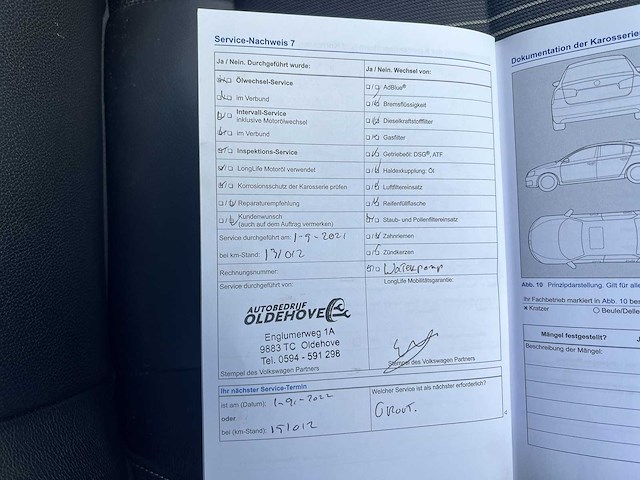 Service-Nachweis 7
Ja / Nein. Durchgeführt wurde:
Ölwechsel-Service
im Verbund
Intervall-Service
inklusive Motorölwechsel
im Verbund
Inspektions-Service
LongLife Motoröl verwendet
Korrosionsschutz der Karosserie prüfen
Reparaturempfehlung
Kundenwunsch
(auch auf dem Auftrag vermerken)
Service durchgeführt am: 1-9-2021
bei km-Stand: 131012
Rechnungsnummer:
Service durchgeführt von:
AUTOBEDRIJF
OLDEHOVE
Englumerweg 1A
9883 TC Oldehove
Tel. 0594 - 591 298
Stempel des Volkswagen Partners
Ja / Nein. Wechsel von:
AdBlue®
Bremsflüssigkeit
Dieselkraftstofffilter
Gasfilter
Getriebeöl: DSG®, ATF
Haldexkupplung: Öl
Luftfiltereinsatz
Reifenfüllflasche
Staub- und Pollenfiltereinsatz
Zahnriemen
Zündkerzen
Waterpomp
LongLife Mobilitätsgarantie:
Stempel des Volkswagen Partners
Ihr nächster Service-Termin
ist am (Datum): 1-9-2022
oder
bei (km-Stand): 151012
Welcher Service ist als nächster erforderlich?
Groot.
Dokumentation der Karosserie
Abb. 10 Prinzipdarstellung. Gilt für alle
Ihr Fachbetrieb markiert in Abb. 10 bes
× Kratzer
Beule/Delle
Mängel festgestellt? J
Beschreibung der Mängel: